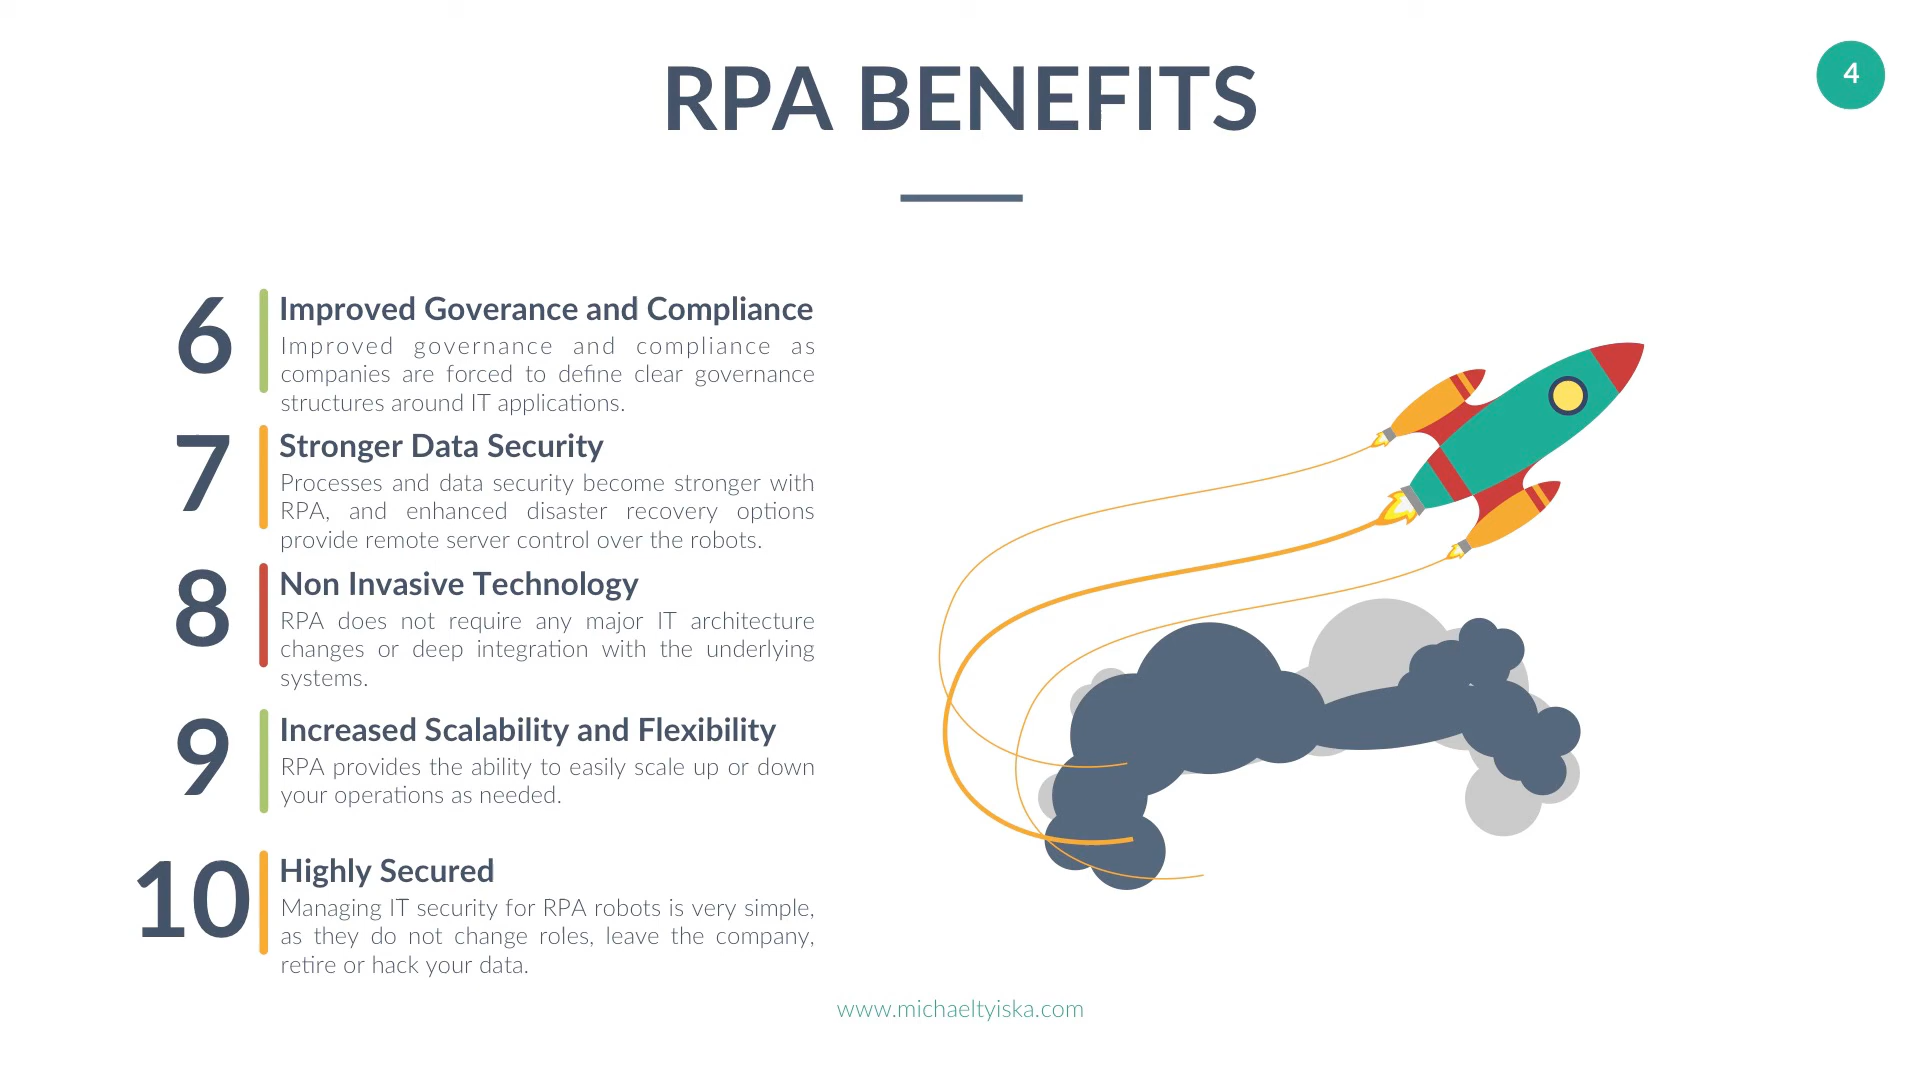 RPA BENEFITS
4
6
Improved Goverance and Compliance
Improved governance and compliance as
companies are forced to define clear governance
structures around IT applications.
7
Stronger Data Security
Processes and data security become stronger with
RPA, and enhanced disaster recovery options
provide remote server control over the robots.
8
Non Invasive Technology
RPA does not require any major IT architecture
changes or deep integration with the underlying
systems.
9
Increased Scalability and Flexibility
RPA provides the ability to easily scale up or down
your operations as needed.
10
Highly Secured
Managing IT security for RPA robots is very simple,
as they do not change roles, leave the company,
retire or hack your data.
www.michaeltyiska.com